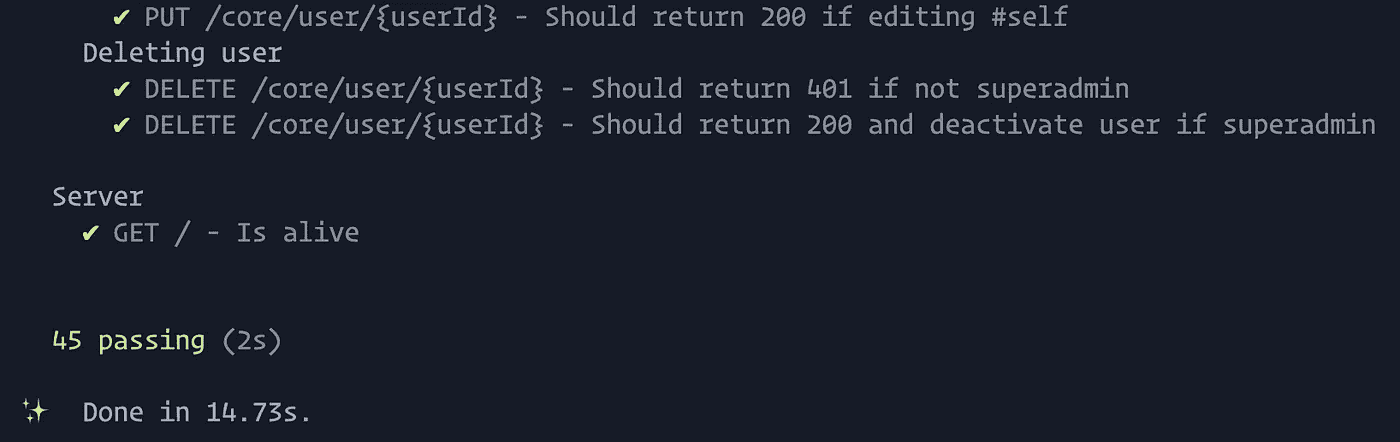 ✔ PUT /core/user/{userId} - Should return 200 if editing #self
Deleting user
✔ DELETE /core/user/{userId} - Should return 401 if not superadmin
✔ DELETE /core/user/{userId} - Should return 200 and deactivate user if superadmin
Server
✔ GET / - Is alive
45 passing (2s)
✨ Done in 14.73s.